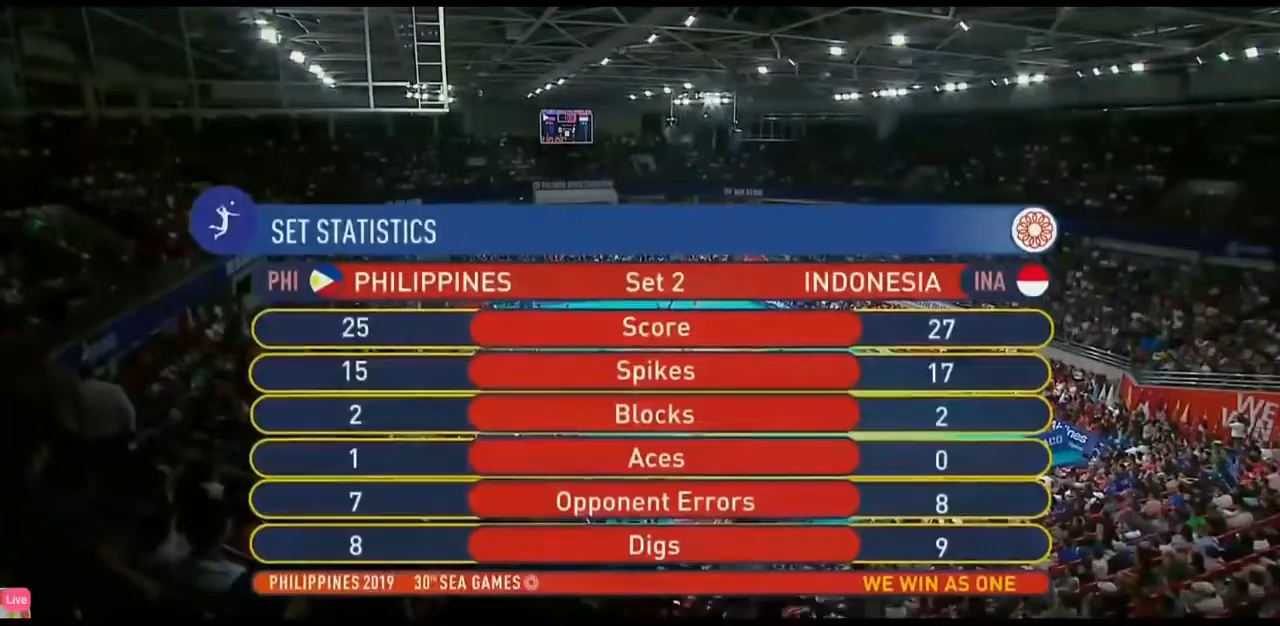 SET STATISTICS
PHI PHILIPPINES Set 2 INDONESIA INA
25 Score 27
15 Spikes 17
2 Blocks 2
1 Aces 0
7 Opponent Errors 8
8 Digs 9
PHILIPPINES 2019 30TH SEA GAMES WE WIN AS ONE
Live
WE